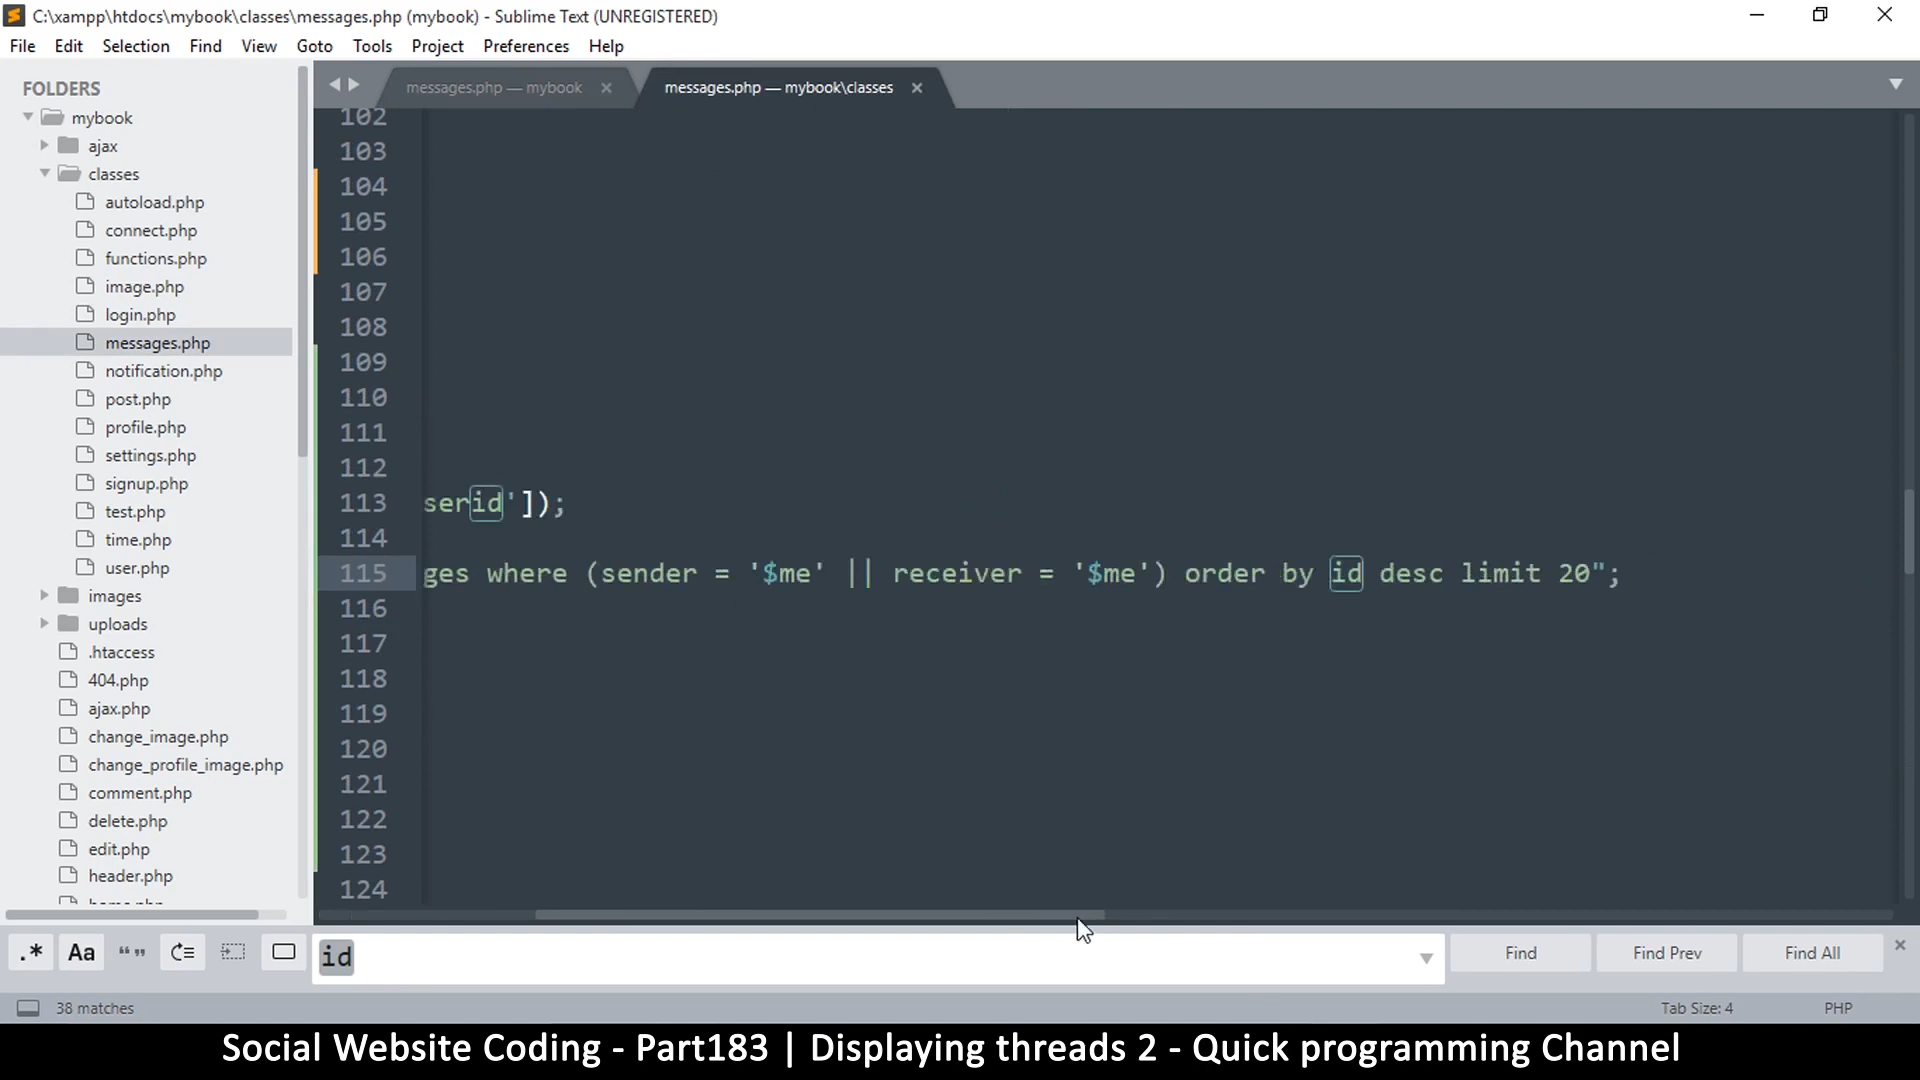 C:\xampp\htdocs\mybook\classes\messages.php (mybook) - Sublime Text (UNREGISTERED)
File Edit Selection Find View Goto Tools Project Preferences Help
FOLDERS
mybook
ajax
classes
autoload.php
connect.php
functions.php
image.php
login.php
messages.php
notification.php
post.php
profile.php
settings.php
signup.php
test.php
time.php
user.php
images
uploads
.htaccess
404.php
ajax.php
change_image.php
change_profile_image.php
comment.php
delete.php
edit.php
header.php
messages.php — mybook
messages.php — mybook\classes
102
103
104
105
106
107
108
109
110
111
112
113 serid']);
114
115 ges where (sender = '$me' || receiver = '$me') order by id desc limit 20";
116
117
118
119
120
121
122
123
124
.* Aa “” id Find Find Prev Find All
38 matches Tab Size: 4 PHP
Social Website Coding - Part183 | Displaying threads 2 - Quick programming Channel